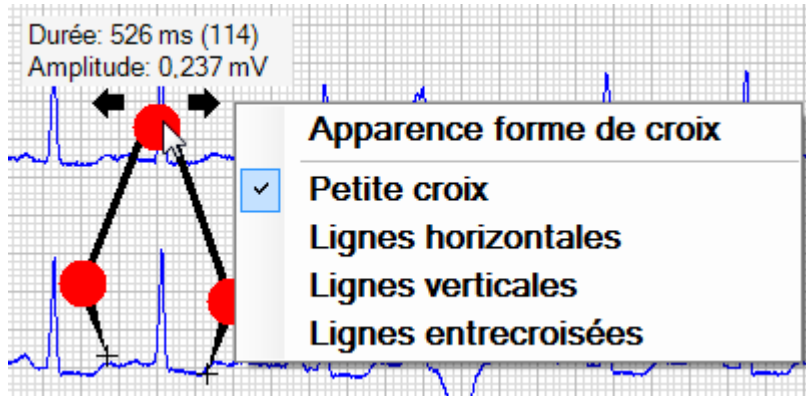 Durée: 526 ms (114)
Amplitude: 0,237 mV
Apparence forme de croix
Petite croix
Lignes horizontales
Lignes verticales
Lignes entrecroisées